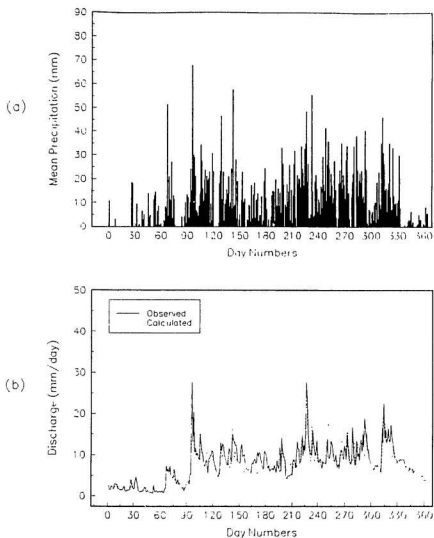 (a)
Mean Precipitation (mm)
90
80
70
60
50
40
30
20
10
0
0 30 60 90 120 150 180 210 240 270 300 330 360
Day Numbers
(b)
Discharge (mm/day)
50
40
30
20
10
0
Observed
Calculated
0 30 60 90 120 150 180 210 240 270 300 330 360
Day Numbers